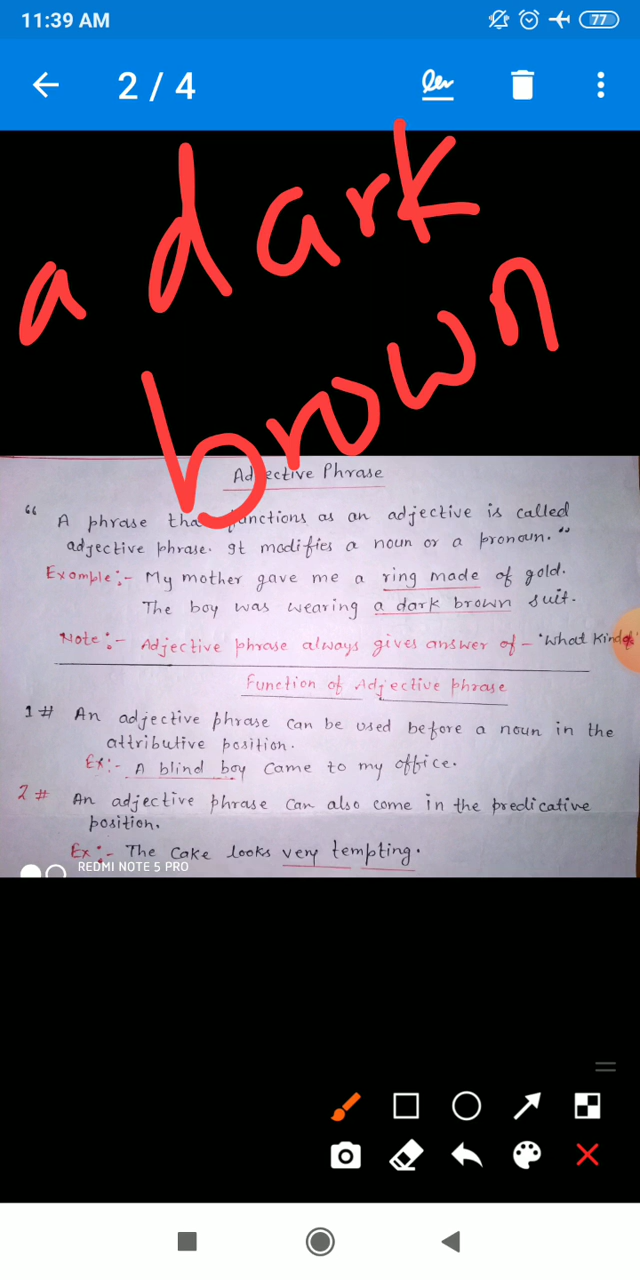 11:39 AM
77
2 / 4
a dark
brown
Adjective Phrase
“ A phrase that functions as an adjective is called
adjective phrase. It modifies a noun or a pronoun.”
Example:- My mother gave me a ring made of gold.
The boy was wearing a dark brown suit.
Note:- Adjective phrase always gives answer of - 'What Kind of'
Function of Adjective phrase
1# An adjective phrase can be used before a noun in the
attributive position.
Ex:- A blind boy came to my office.
2# An adjective phrase can also come in the predicative
position.
Ex:- The cake looks very tempting.
REDMI NOTE 5 PRO